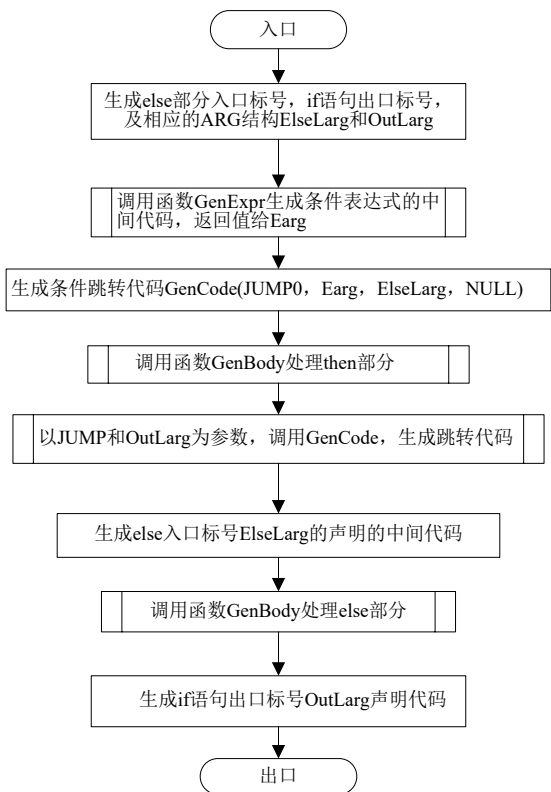 入口
生成else部分入口标号，if语句出口标号，
及相应的ARG结构ElseLarg和OutLarg
调用函数GenExpr生成条件表达式的中
间代码，返回值给Earg
生成条件跳转代码GenCode(JUMP0，Earg，ElseLarg，NULL)
调用函数GenBody处理then部分
以JUMP和OutLarg为参数，调用GenCode，生成跳转代码
生成else入口标号ElseLarg的声明的中间代码
调用函数GenBody处理else部分
生成if语句出口标号OutLarg声明代码
出口